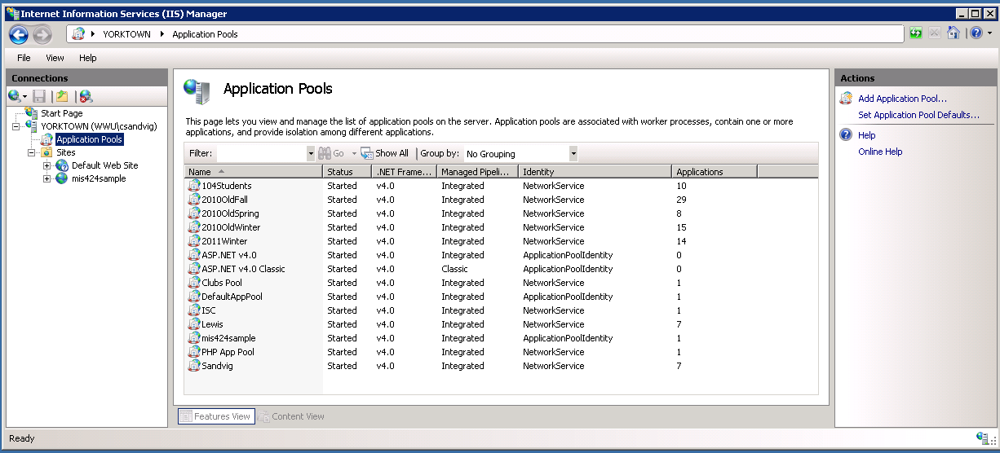 Internet Information Services (IIS) Manager
YORKTOWN Application Pools
File View Help
Connections
Start Page
YORKTOWN (WWU\csandvig)
Application Pools
Sites
Default Web Site
mis424sample
Application Pools
This page lets you view and manage the list of application pools on the server. Application pools are associated with worker processes, contain one or more
applications, and provide isolation among different applications.
Filter: Go Show All Group by: No Grouping
Name Status .NET Frame... Managed Pipeli... Identity Applications
104Students Started v4.0 Integrated NetworkService 10
2010OldFall Started v4.0 Integrated NetworkService 29
2010OldSpring Started v4.0 Integrated NetworkService 8
2010OldWinter Started v4.0 Integrated NetworkService 15
2011Winter Started v4.0 Integrated NetworkService 14
ASP.NET v4.0 Started v4.0 Integrated ApplicationPoolIdentity 0
ASP.NET v4.0 Classic Started v4.0 Classic ApplicationPoolIdentity 0
Clubs Pool Started v4.0 Integrated NetworkService 1
DefaultAppPool Started v4.0 Integrated ApplicationPoolIdentity 1
ISC Started v4.0 Integrated NetworkService 1
Lewis Started v4.0 Integrated NetworkService 7
mis424sample Started v4.0 Integrated ApplicationPoolIdentity 1
PHP App Pool Started v4.0 Integrated NetworkService 1
Sandvig Started v4.0 Integrated NetworkService 7
Features View Content View
Actions
Add Application Pool...
Set Application Pool Defaults...
Help
Online Help
Ready